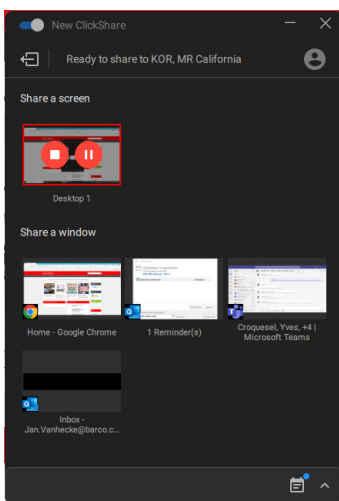 New ClickShare
Ready to share to KOR, MR California
Share a screen
Desktop 1
Share a window
Home - Google Chrome
1 Reminder(s)
Croquesel, Yves, +4 |
Microsoft Teams
Inbox -
Jan.Vanhecke@barco.c...